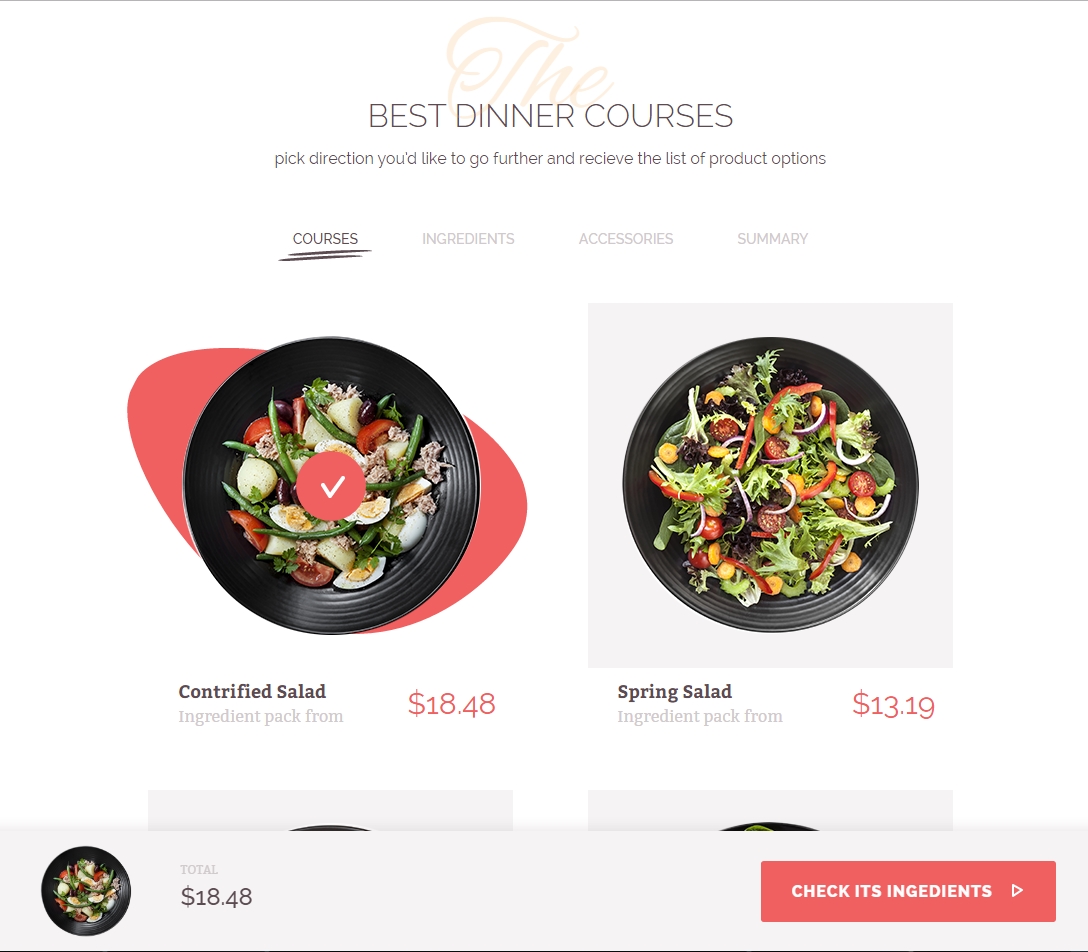 The
BEST DINNER COURSES
pick direction you'd like to go further and recieve the list of product options
COURSES INGREDIENTS ACCESSORIES SUMMARY
Contrified Salad
Ingredient pack from
$18.48
Spring Salad
Ingredient pack from
$13.19
TOTAL
$18.48
CHECK ITS INGEDIENTS